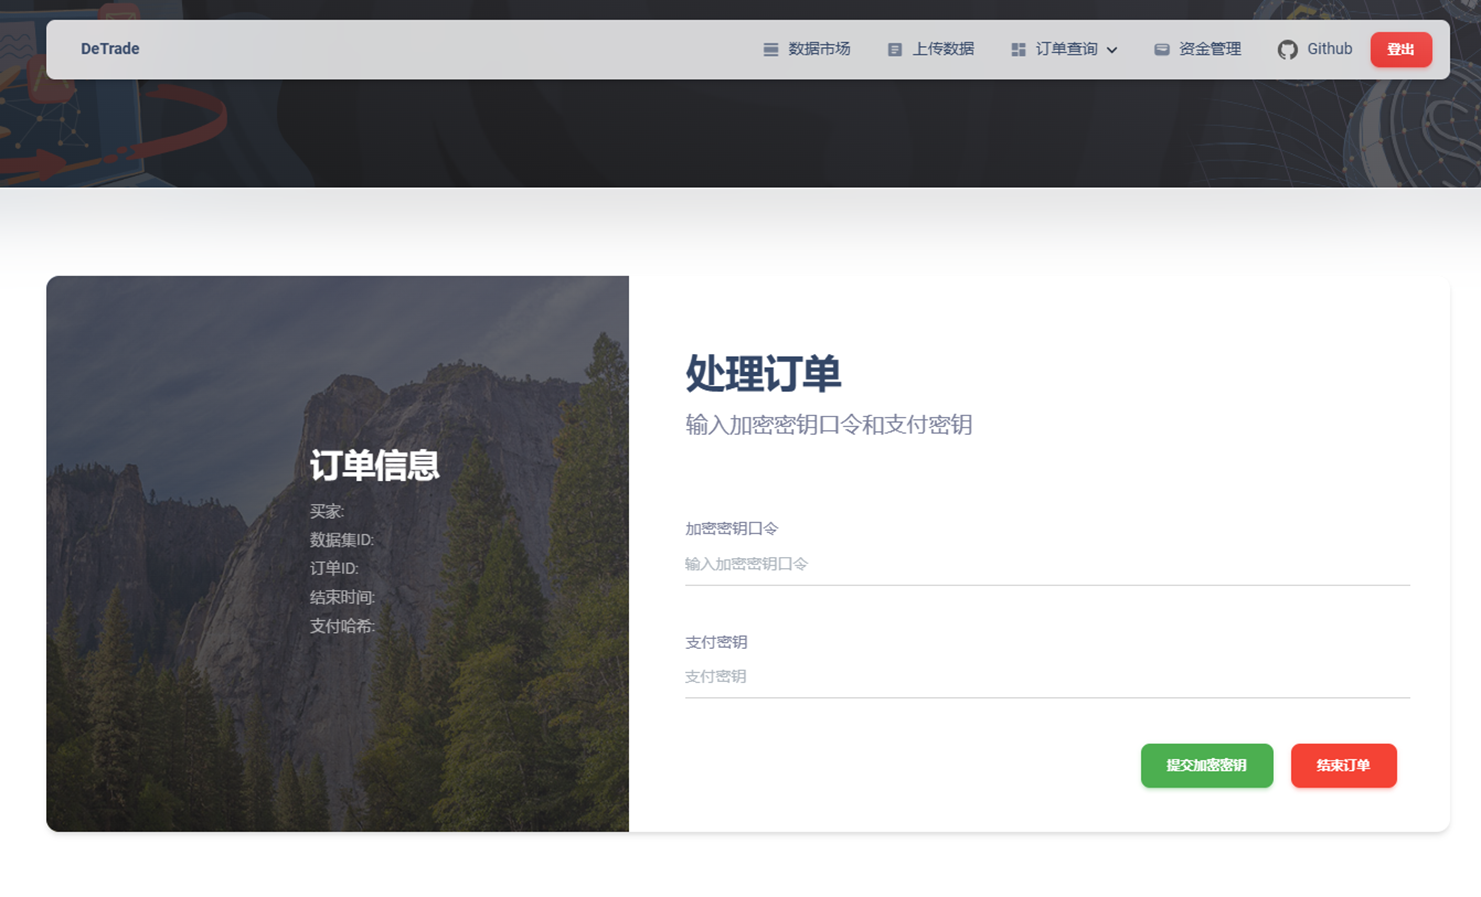 DeTrade
数据市场
上传数据
订单查询
资金管理
Github
登出
订单信息
买家:
数据集ID:
订单ID:
结束时间:
支付哈希:
处理订单
输入加密密钥口令和支付密钥
加密密钥口令
输入加密密钥口令
支付密钥
支付密钥
提交加密密钥
结束订单